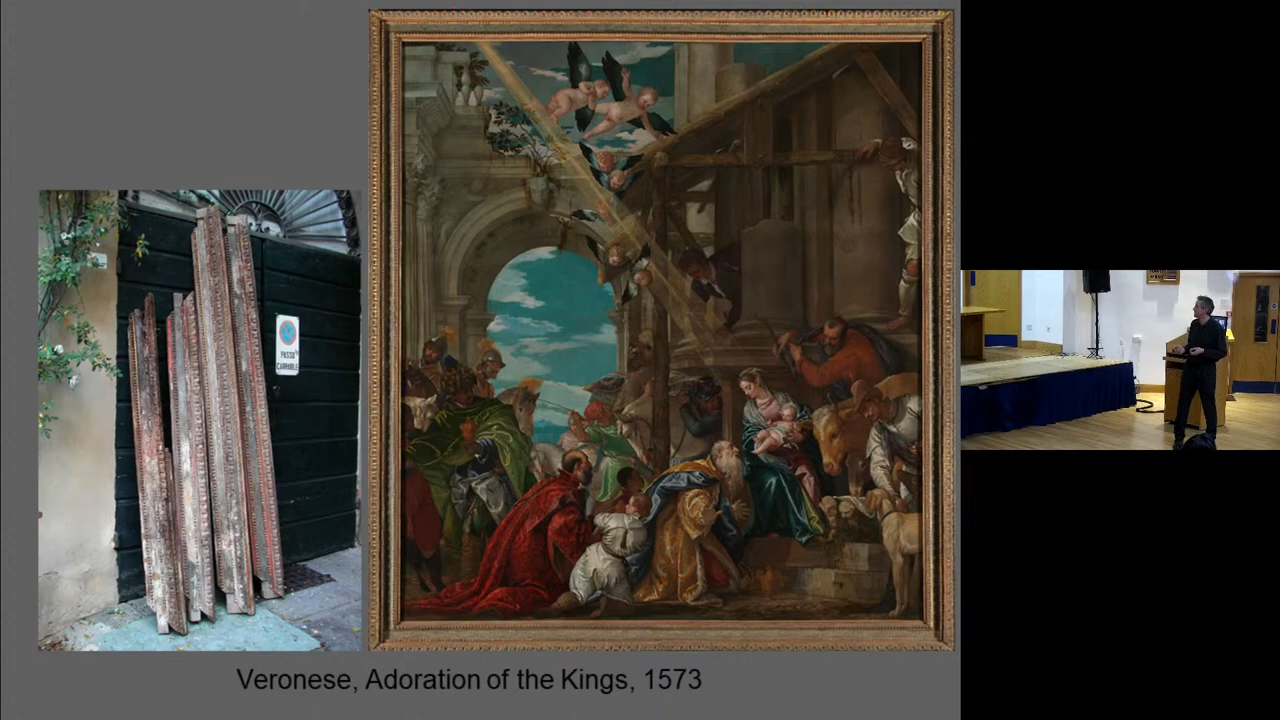 PASSO
CARRABILE
Veronese, Adoration of the Kings, 1573